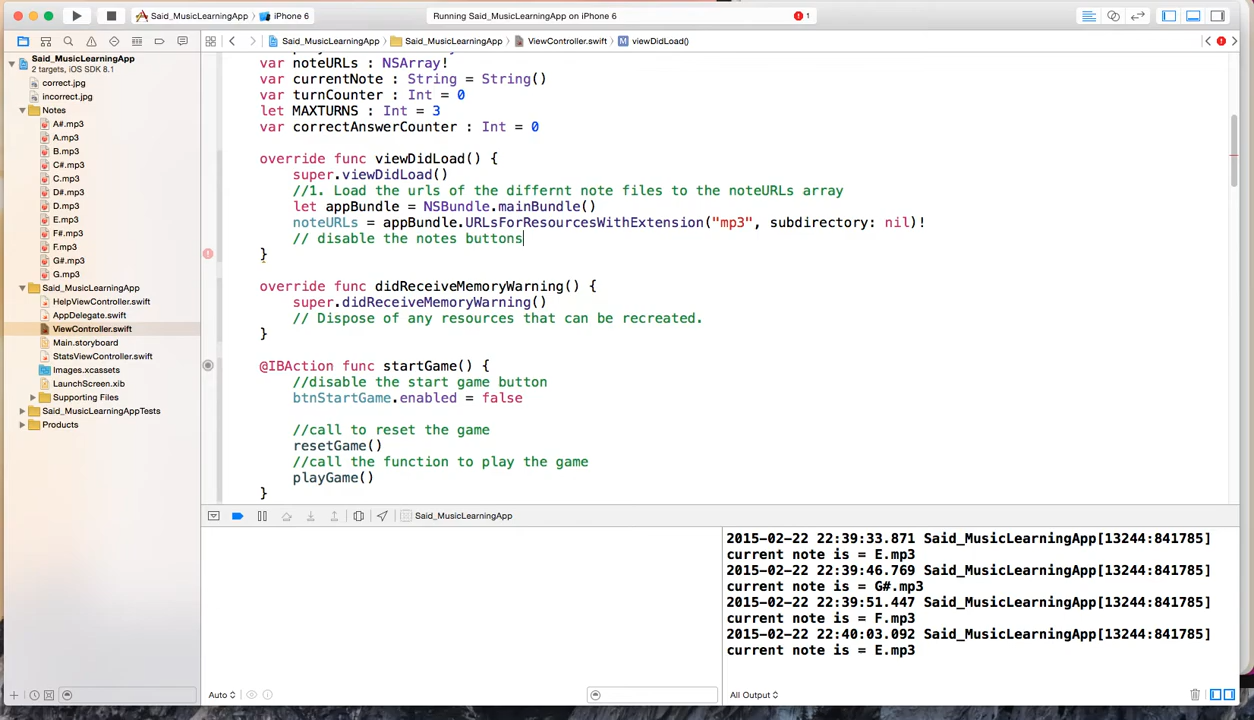 Said_MusicLearningApp
iPhone 6
Running Said_MusicLearningApp on iPhone 6
1
Said_MusicLearningApp
Said_MusicLearningApp
ViewController.swift
viewDidLoad()
Said_MusicLearningApp
2 targets, iOS SDK 8.1
correct.jpg
incorrect.jpg
Notes
A#.mp3
A.mp3
B.mp3
C#.mp3
C.mp3
D#.mp3
D.mp3
E.mp3
F#.mp3
F.mp3
G#.mp3
G.mp3
Said_MusicLearningApp
HelpViewController.swift
AppDelegate.swift
ViewController.swift
Main.storyboard
StatsViewController.swift
Images.xcassets
LaunchScreen.xib
Supporting Files
Said_MusicLearningAppTests
Products
var noteURLs : NSArray!
var currentNote : String = String()
var turnCounter : Int = 0
let MAXTURNS : Int = 3
var correctAnswerCounter : Int = 0
override func viewDidLoad() {
super.viewDidLoad()
//1. Load the urls of the differnt note files to the noteURLs array
let appBundle = NSBundle.mainBundle()
noteURLs = appBundle.URLsForResourcesWithExtension("mp3", subdirectory: nil)!
// disable the notes buttons
}
override func didReceiveMemoryWarning() {
super.didReceiveMemoryWarning()
// Dispose of any resources that can be recreated.
}
@IBAction func startGame() {
//disable the start game button
btnStartGame.enabled = false
//call to reset the game
resetGame()
//call the function to play the game
playGame()
}
Said_MusicLearningApp
2015-02-22 22:39:33.871 Said_MusicLearningApp[13244:841785]
current note is = E.mp3
2015-02-22 22:39:46.769 Said_MusicLearningApp[13244:841785]
current note is = G#.mp3
2015-02-22 22:39:51.447 Said_MusicLearningApp[13244:841785]
current note is = F.mp3
2015-02-22 22:40:03.092 Said_MusicLearningApp[13244:841785]
current note is = E.mp3
Auto
All Output